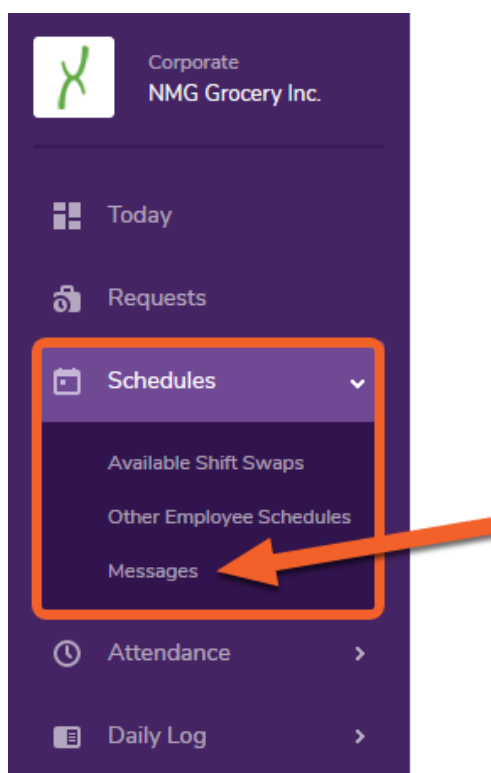 Corporate
NMG Grocery Inc.
Today
Requests
Schedules
Available Shift Swaps
Other Employee Schedules
Messages
Attendance
Daily Log